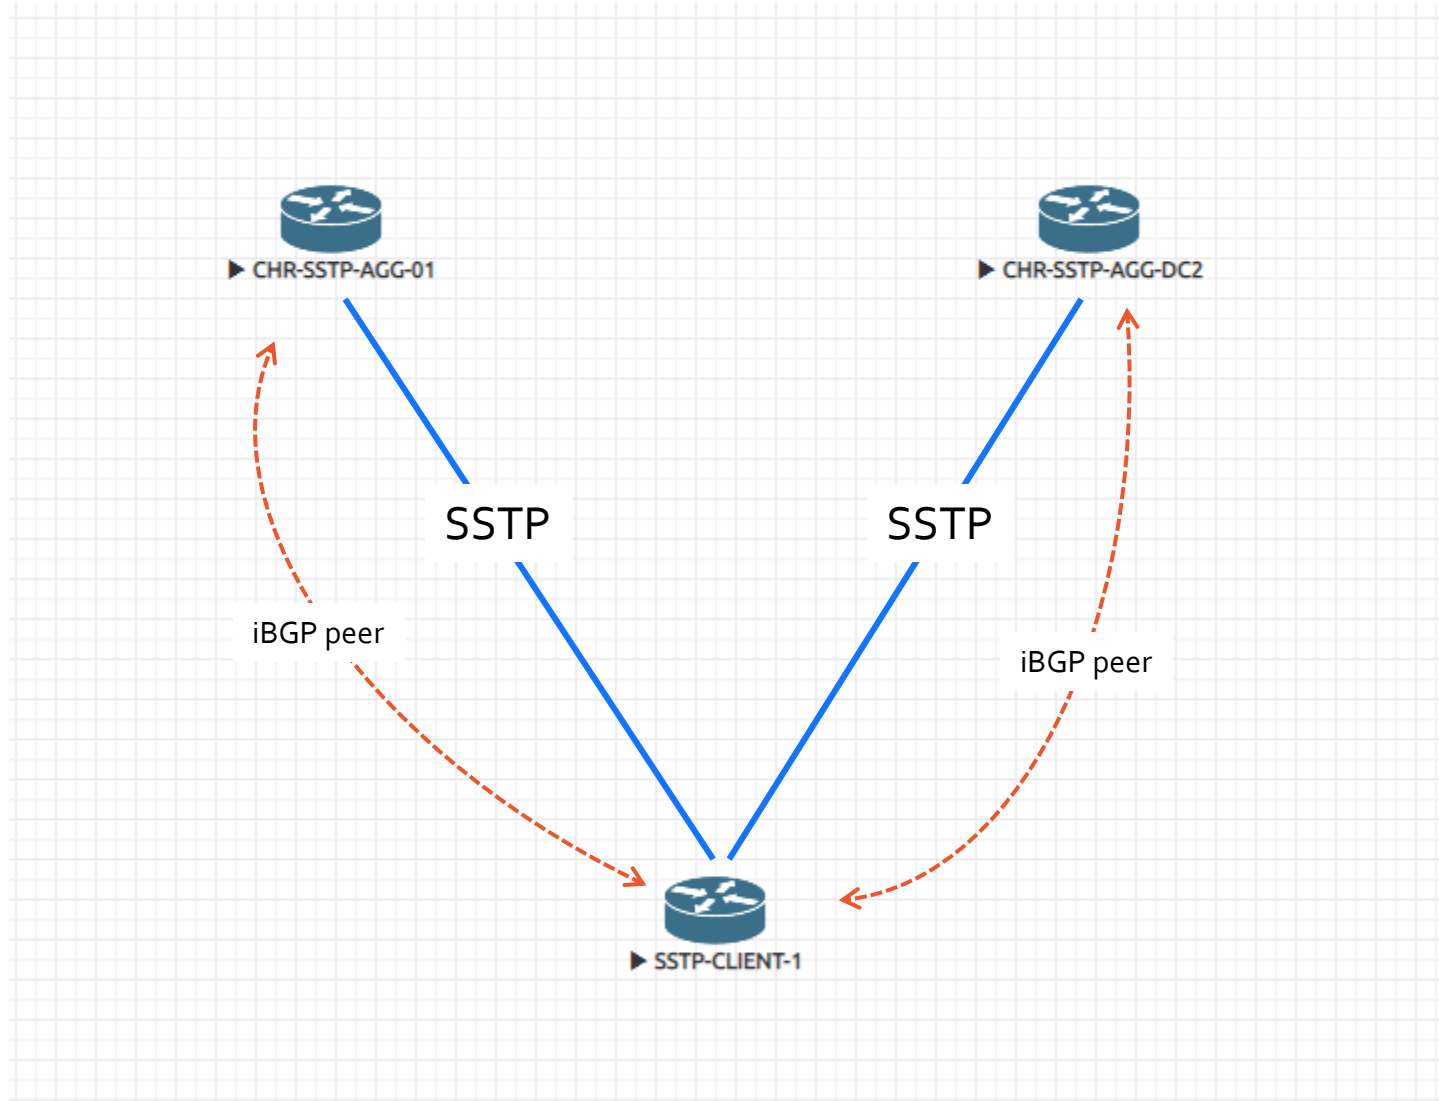 ▶ CHR-SSTP-AGG-01
▶ CHR-SSTP-AGG-DC2
SSTP
SSTP
iBGP peer
iBGP peer
▶ SSTP-CLIENT-1